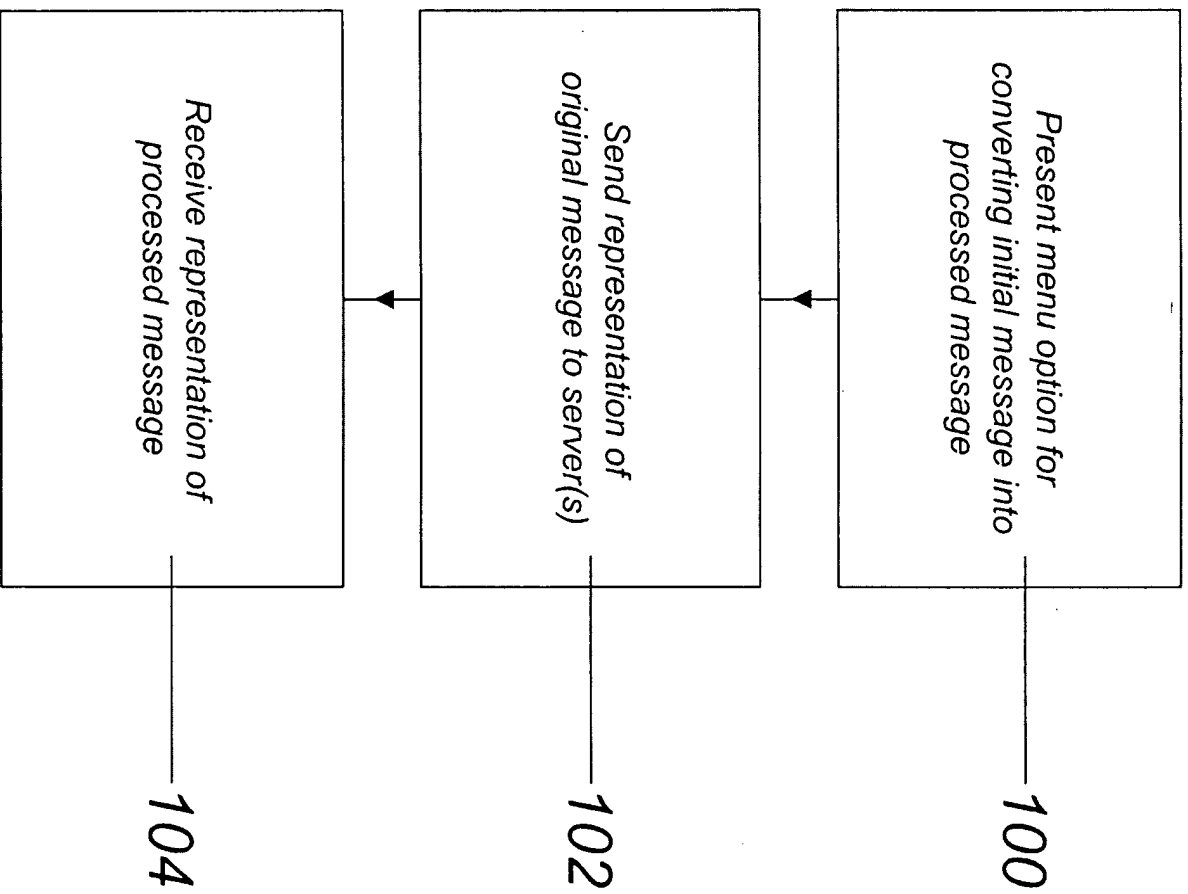 Present menu option for
converting initial message into
processed message
100
Send representation of
original message to server(s)
102
Receive representation of
processed message
104